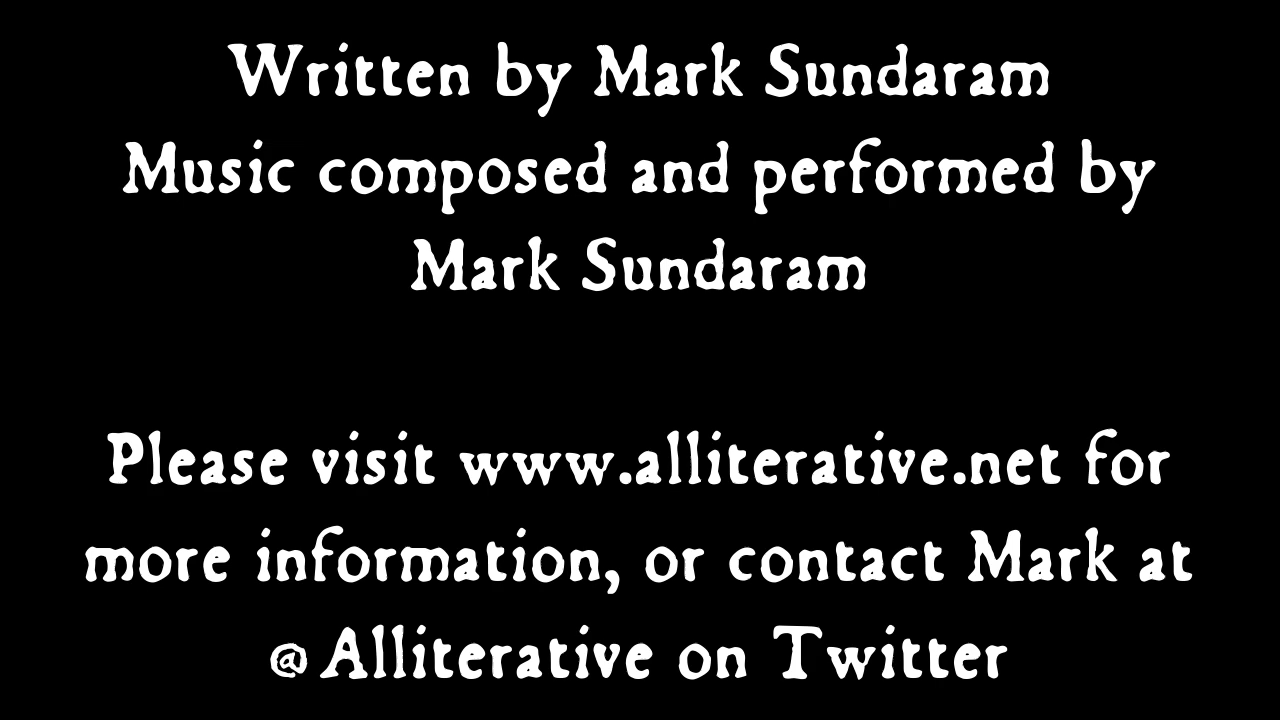 Written by Mark Sundaram
Music composed and performed by
Mark Sundaram
Please visit www.alliterative.net for
more information, or contact Mark at
@Alliterative on Twitter